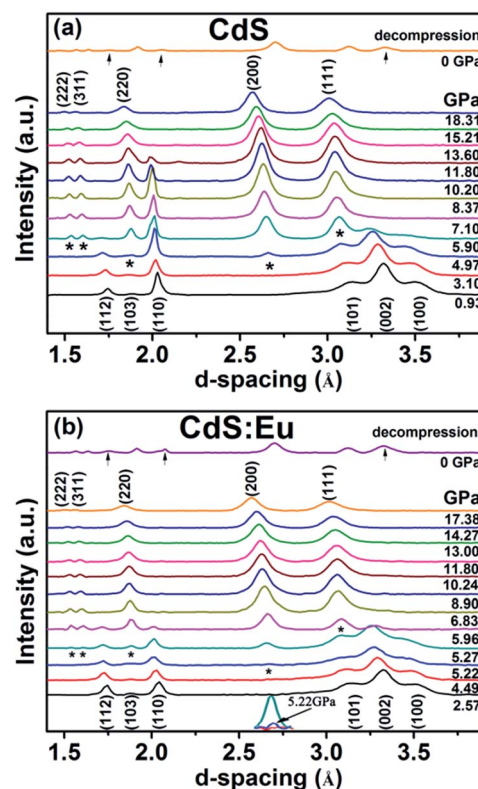 (a) CdS
decompression
0 GPa
(222)
(311)
(220)
(200)
(111)
GPa
18.31
15.21
13.60
11.80
10.20
8.37
7.10
5.90
4.97
3.10
0.93
* * * * *
(112)
(103)
(110)
(101)
(002)
(100)
Intensity (a.u.)
1.5 2.0 2.5 3.0 3.5
d-spacing (Å)
(b) CdS:Eu
decompression
0 GPa
(222)
(311)
(220)
(200)
(111)
GPa
17.38
14.27
13.00
11.80
10.24
8.90
6.83
5.96
5.27
5.22
4.49
2.57
* * * * *
5.22GPa
(112)
(103)
(110)
(101)
(002)
(100)
Intensity (a.u.)
1.5 2.0 2.5 3.0 3.5
d-spacing (Å)